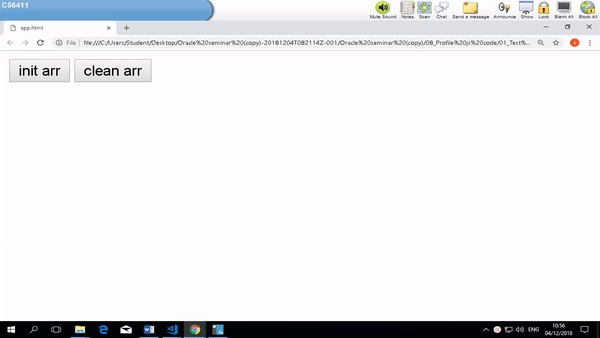 C56411
Mute Sound Notes Scan Chat Send a message Announce Show Lock Blank All Block All
app.html
File file:///C:/Users/Student/Desktop/Oracle%20seminar%20(copy)-20181204T082114Z-001/Oracle%20seminar%20(copy)/08_Profile%20js%20code/01_Test%...
init arr clean arr
ENG
10:56
04/12/2018